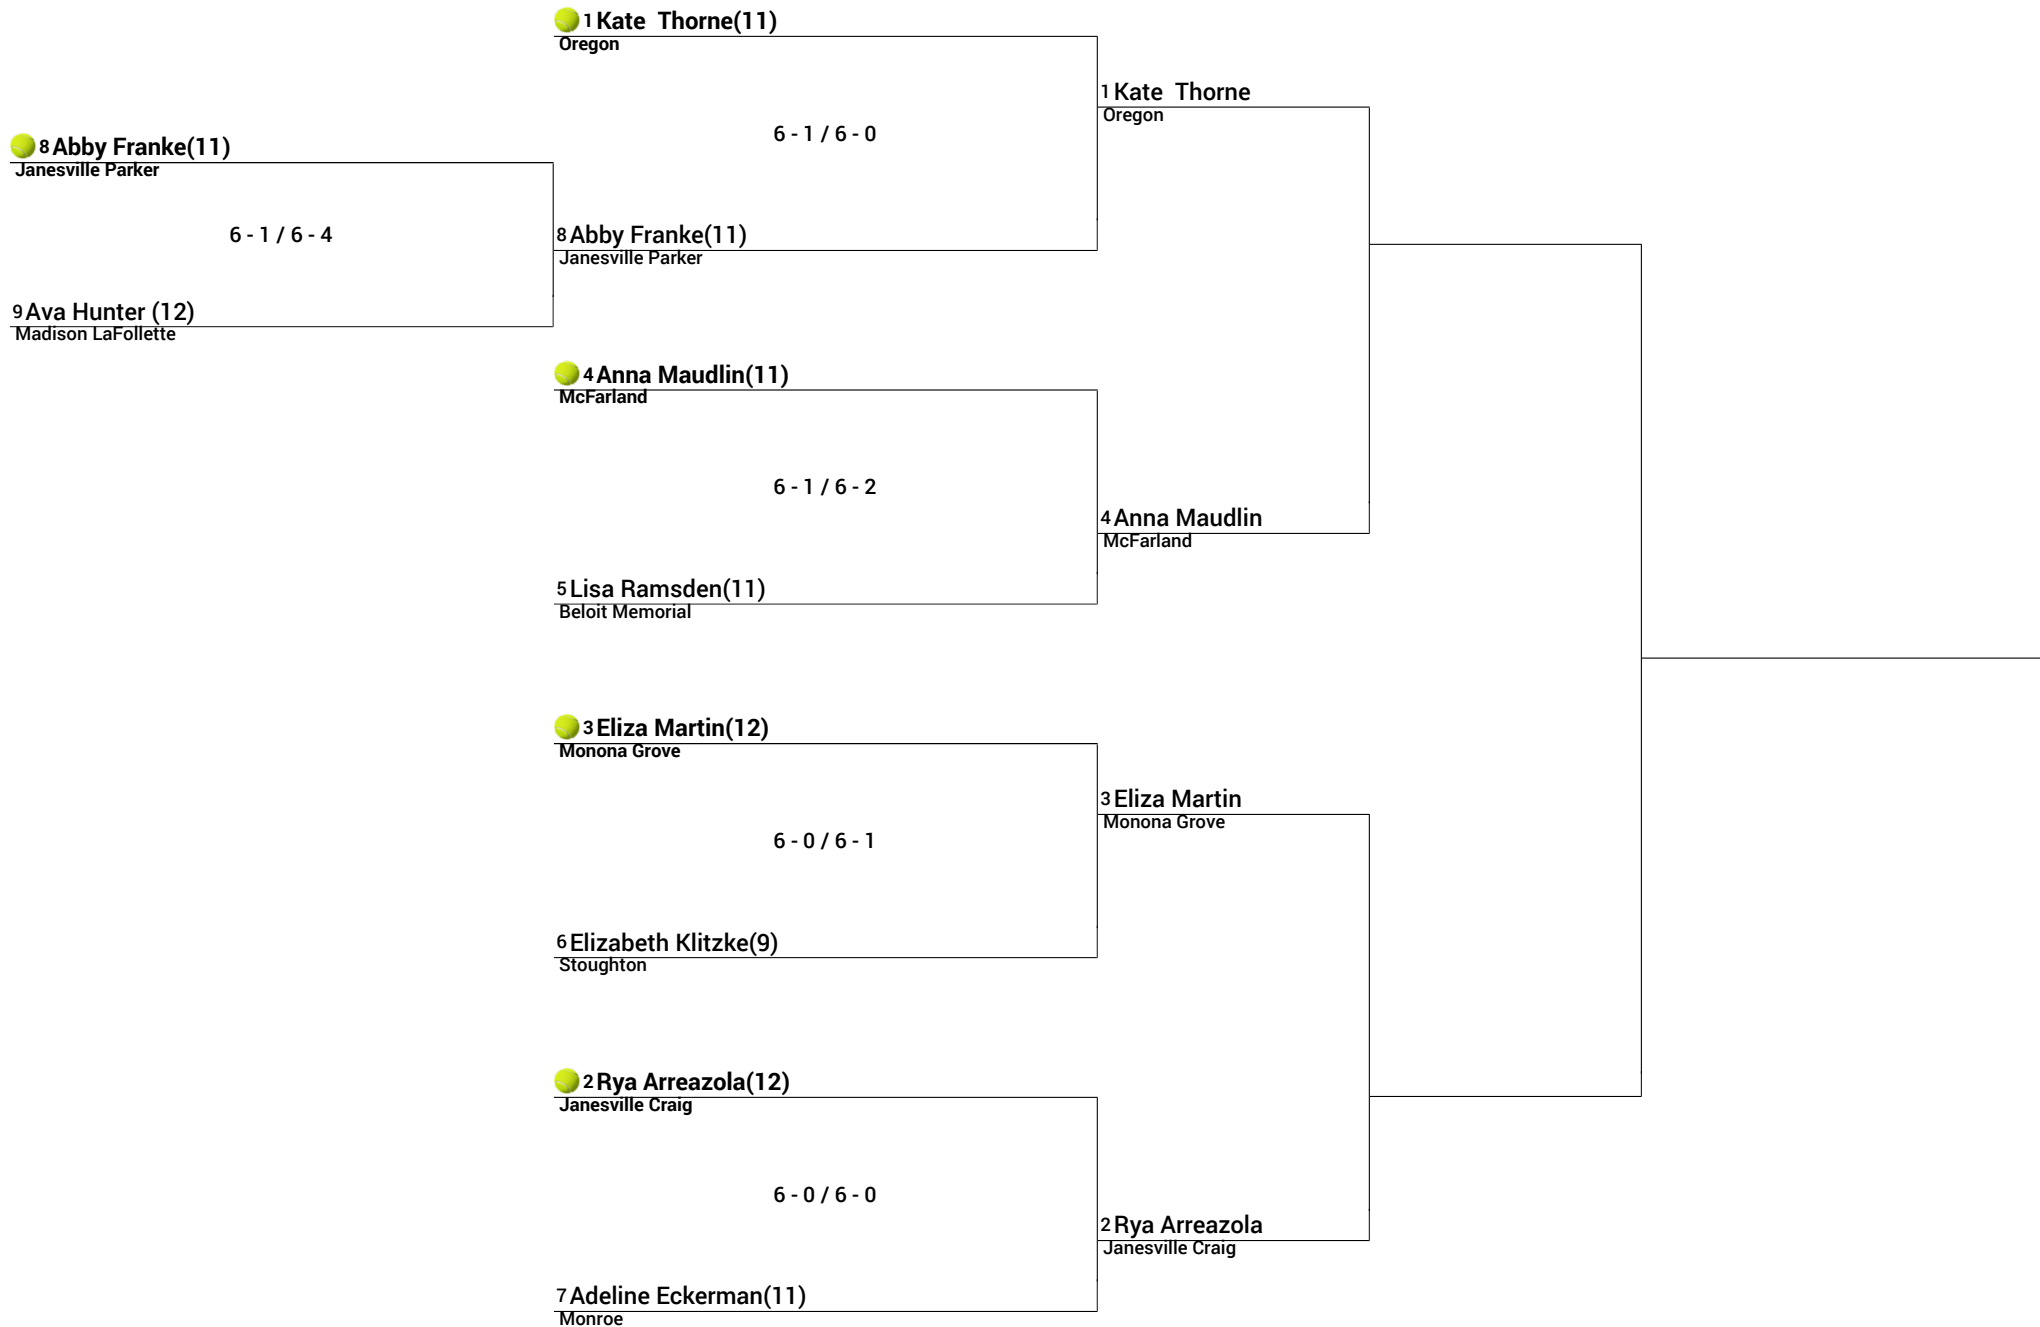 8 Abby Franke(11)
Janesville Parker
6 - 1 / 6 - 4
9 Ava Hunter (12)
Madison LaFollette
1 Kate Thorne(11)
Oregon
6 - 1 / 6 - 0
8 Abby Franke(11)
Janesville Parker
4 Anna Maudlin(11)
McFarland
6 - 1 / 6 - 2
5 Lisa Ramsden(11)
Beloit Memorial
3 Eliza Martin(12)
Monona Grove
6 - 0 / 6 - 1
6 Elizabeth Klitzke(9)
Stoughton
2 Rya Arreazola(12)
Janesville Craig
6 - 0 / 6 - 0
7 Adeline Eckerman(11)
Monroe
1 Kate Thorne
Oregon
4 Anna Maudlin
McFarland
3 Eliza Martin
Monona Grove
2 Rya Arreazola
Janesville Craig